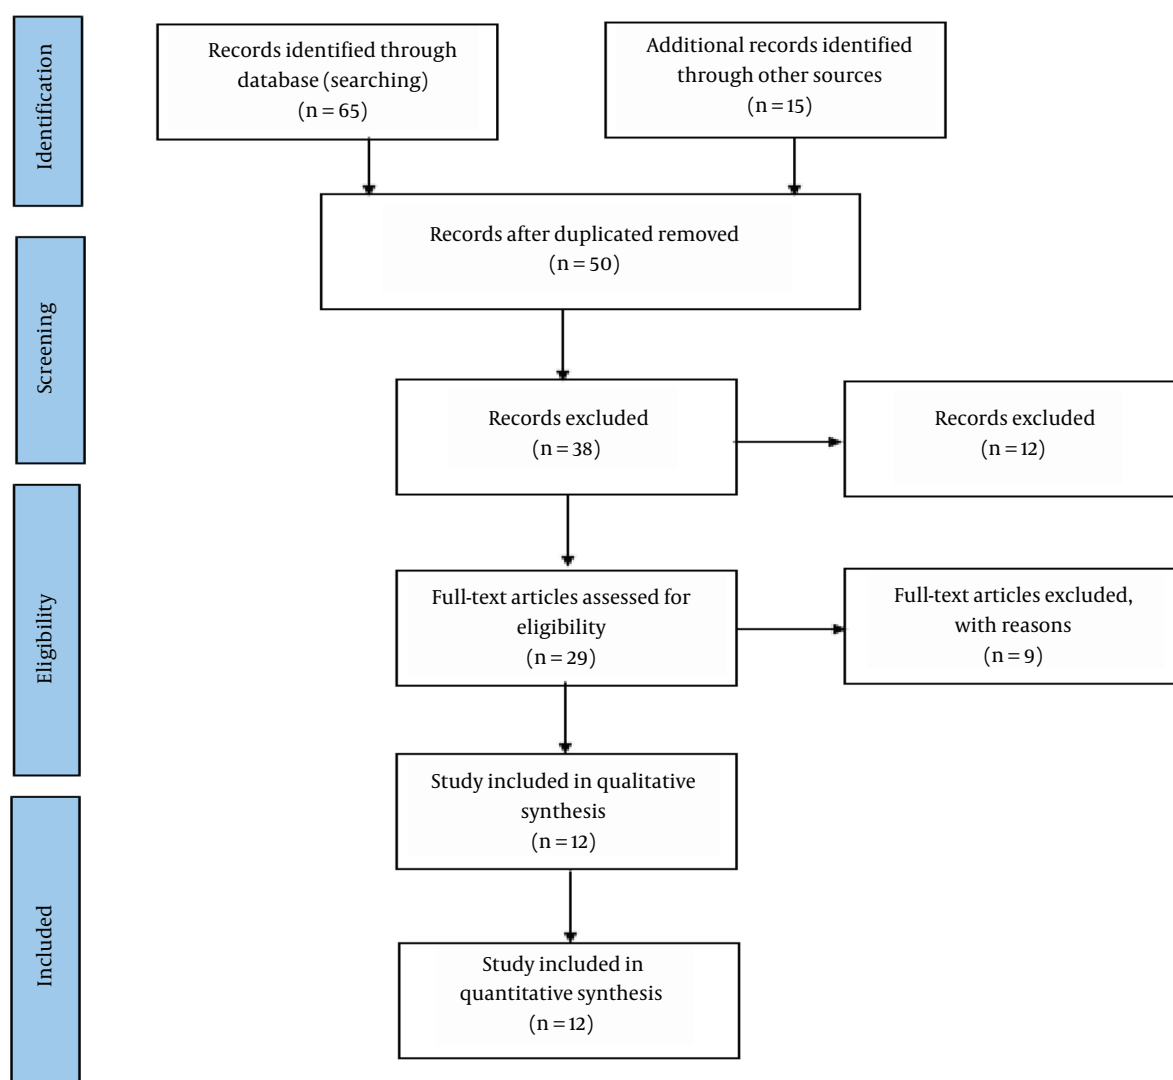 Identification
Records identified through
database (searching)
(n = 65)
Additional records identified
through other sources
(n = 15)
Records after duplicated removed
(n = 50)
Screening
Records excluded
(n = 38)
Records excluded
(n = 12)
Eligibility
Full-text articles assessed for
eligibility
(n = 29)
Full-text articles excluded,
with reasons
(n = 9)
Study included in qualitative
synthesis
(n = 12)
Included
Study included in
quantitative synthesis
(n = 12)